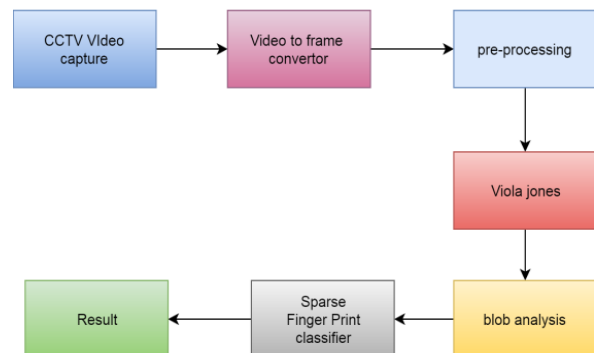 CCTV VIdeo
capture
Video to frame
convertor
pre-processing
Viola jones
blob analysis
Sparse
Finger Print
classifier
Result